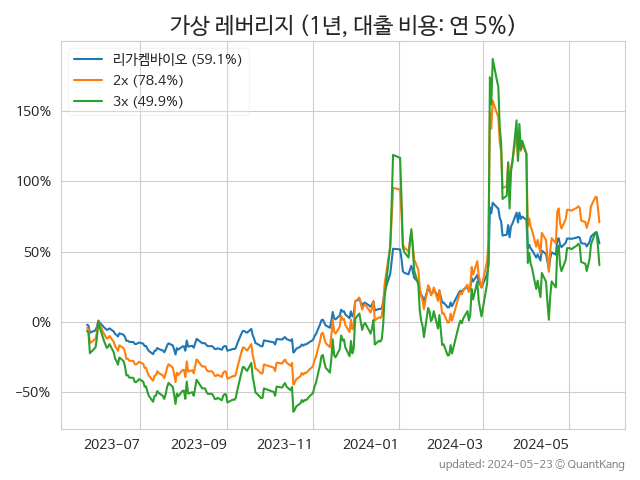 가상 레버리지 (1년, 대출 비용: 연 5%)
리가켐바이오 (59.1%)
2x (78.4%)
3x (49.9%)
150%
100%
50%
0%
−50%
2023-07
2023-09
2023-11
2024-01
2024-03
2024-05
updated: 2024-05-23 © QuantKang